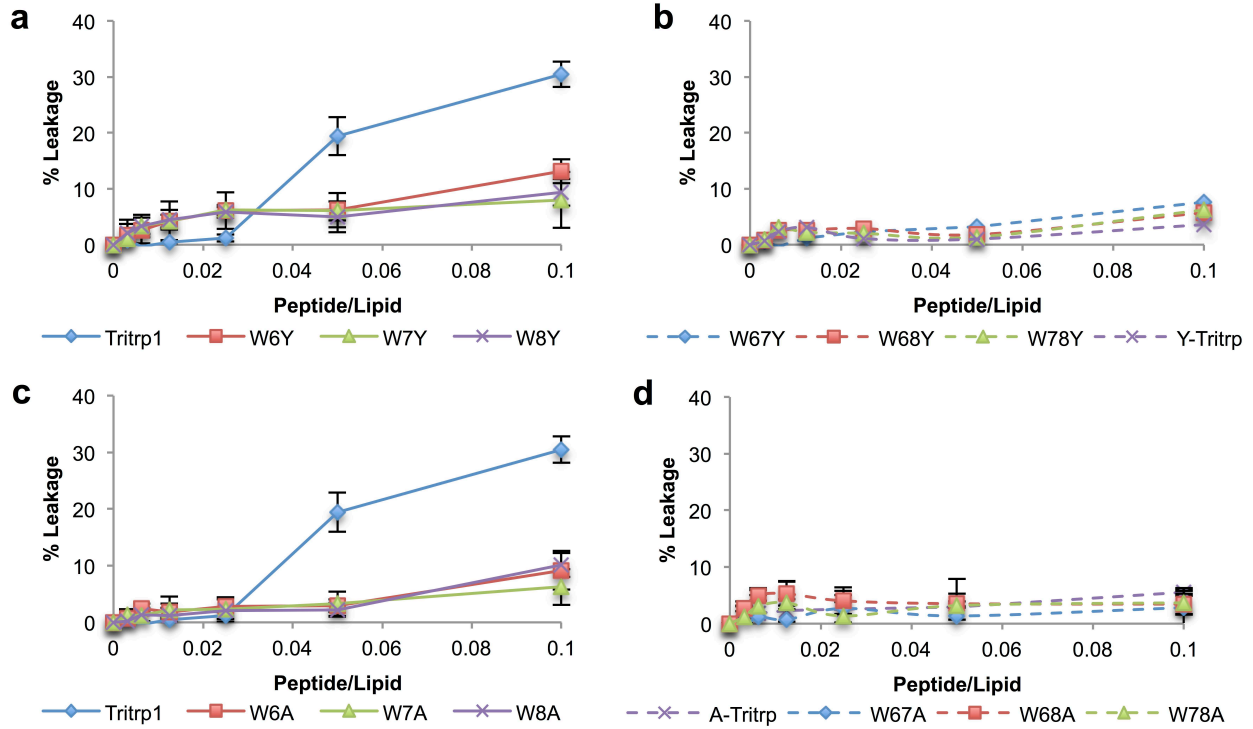 a
40
30
20
10
0
% Leakage
0 0.02 0.04 0.06 0.08 0.1
Peptide/Lipid
Tritrp1 W6Y W7Y W8Y
b
40
30
20
10
0
% Leakage
0 0.02 0.04 0.06 0.08 0.1
Peptide/Lipid
W67Y W68Y W78Y Y-Tritrp
c
40
30
20
10
0
% Leakage
0 0.02 0.04 0.06 0.08 0.1
Peptide/Lipid
Tritrp1 W6A W7A W8A
d
40
30
20
10
0
% Leakage
0 0.02 0.04 0.06 0.08 0.1
Peptide/Lipid
A-Tritrp W67A W68A W78A